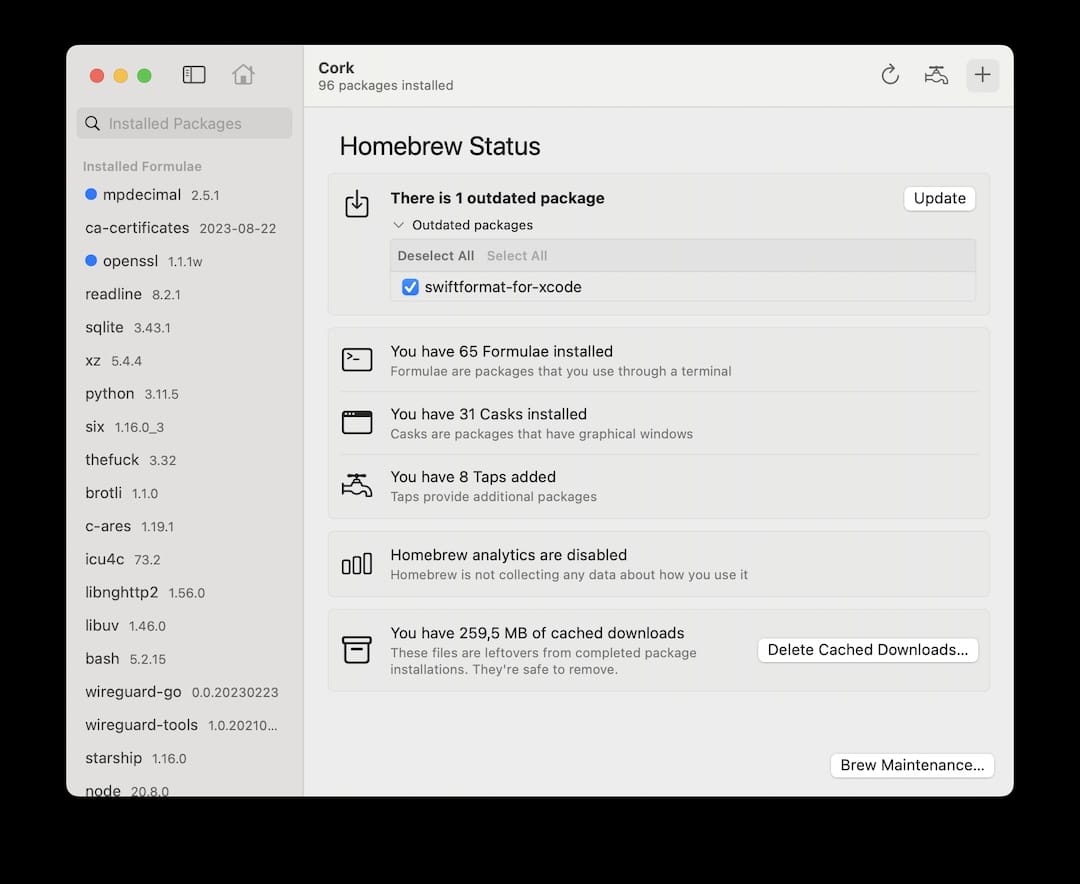 Cork
96 packages installed
Installed Packages
Installed Formulae
mpdecimal 2.5.1
ca-certificates 2023-08-22
openssl 1.1.1w
readline 8.2.1
sqlite 3.43.1
xz 5.4.4
python 3.11.5
six 1.16.0_3
thefuck 3.32
brotli 1.1.0
c-ares 1.19.1
icu4c 73.2
libnghttp2 1.56.0
libuv 1.46.0
bash 5.2.15
wireguard-go 0.0.20230223
wireguard-tools 1.0.20210...
starship 1.16.0
node 20.8.0
Homebrew Status
There is 1 outdated package
Update
Outdated packages
Deselect All Select All
swiftformat-for-xcode
You have 65 Formulae installed
Formulae are packages that you use through a terminal
You have 31 Casks installed
Casks are packages that have graphical windows
You have 8 Taps added
Taps provide additional packages
Homebrew analytics are disabled
Homebrew is not collecting any data about how you use it
You have 259,5 MB of cached downloads
These files are leftovers from completed package
installations. They're safe to remove.
Delete Cached Downloads...
Brew Maintenance...